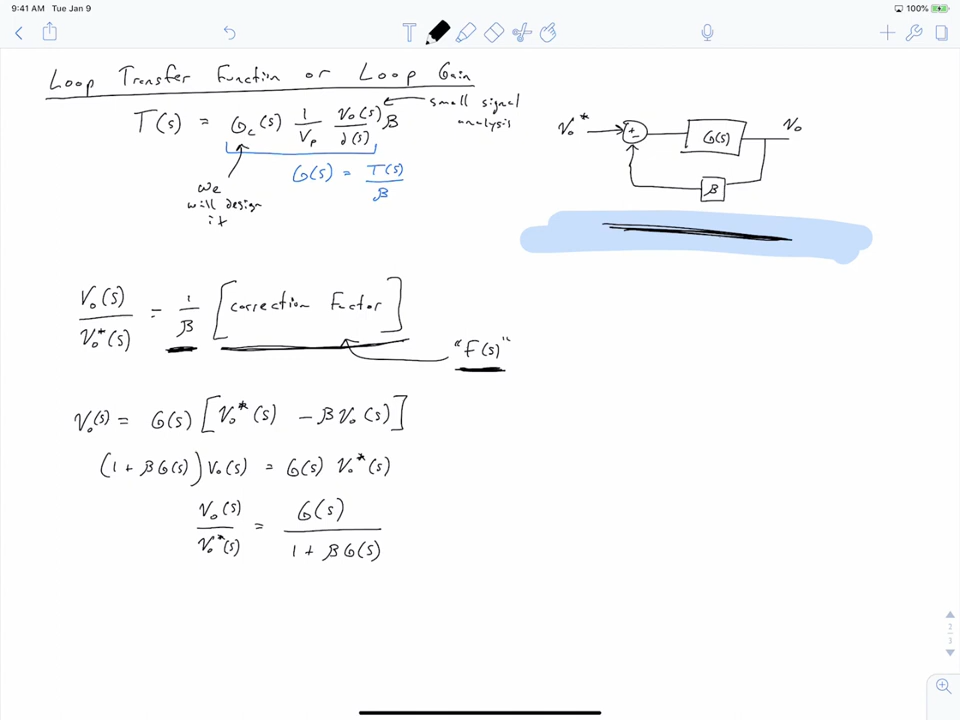 9:41 AM Tue Jan 9
100%
Loop Transfer Function or Loop Gain
T(s) = Gc(s) 1/Vp Vo(s)/d(s) β
small signal
analysis
G(s) = T(s)/β
we
will design
it
Vo*
+
-
G(s)
Vo
β
Vo(s)/Vo*(s) = 1/β [correction Factor]
"F(s)"
Vo(s) = G(s) [Vo*(s) - βVo(s)]
(1 + βG(s)) Vo(s) = G(s) Vo*(s)
Vo(s)/Vo*(s) = G(s)/(1 + βG(s))
2/3